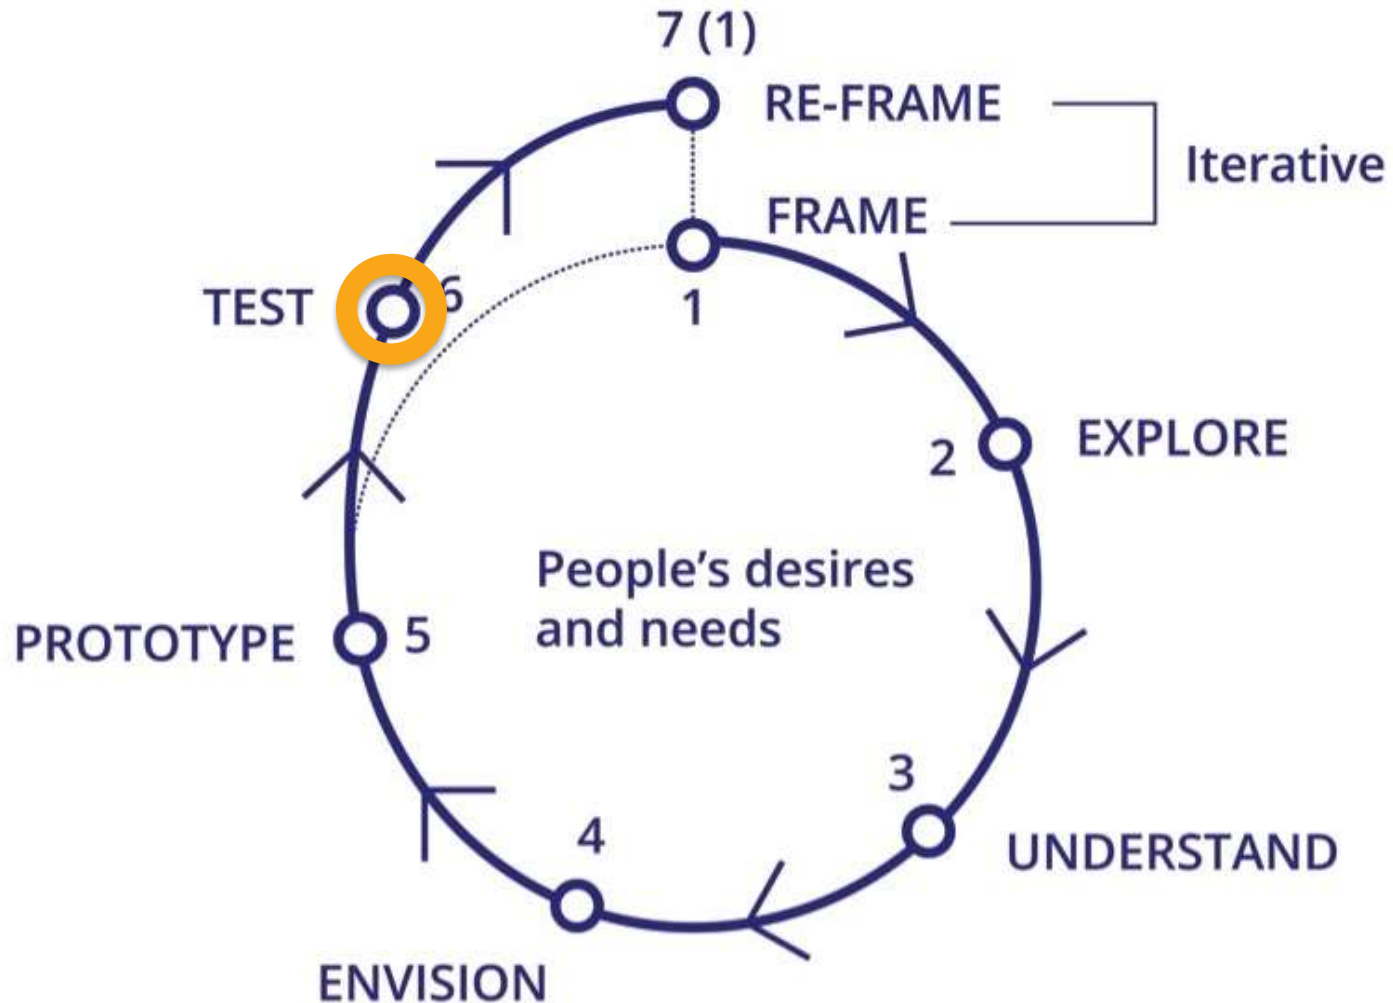 7 (1)
RE-FRAME
Iterative
FRAME
1
TEST
6
2
EXPLORE
People’s desires
and needs
PROTOTYPE
5
3
UNDERSTAND
4
ENVISION